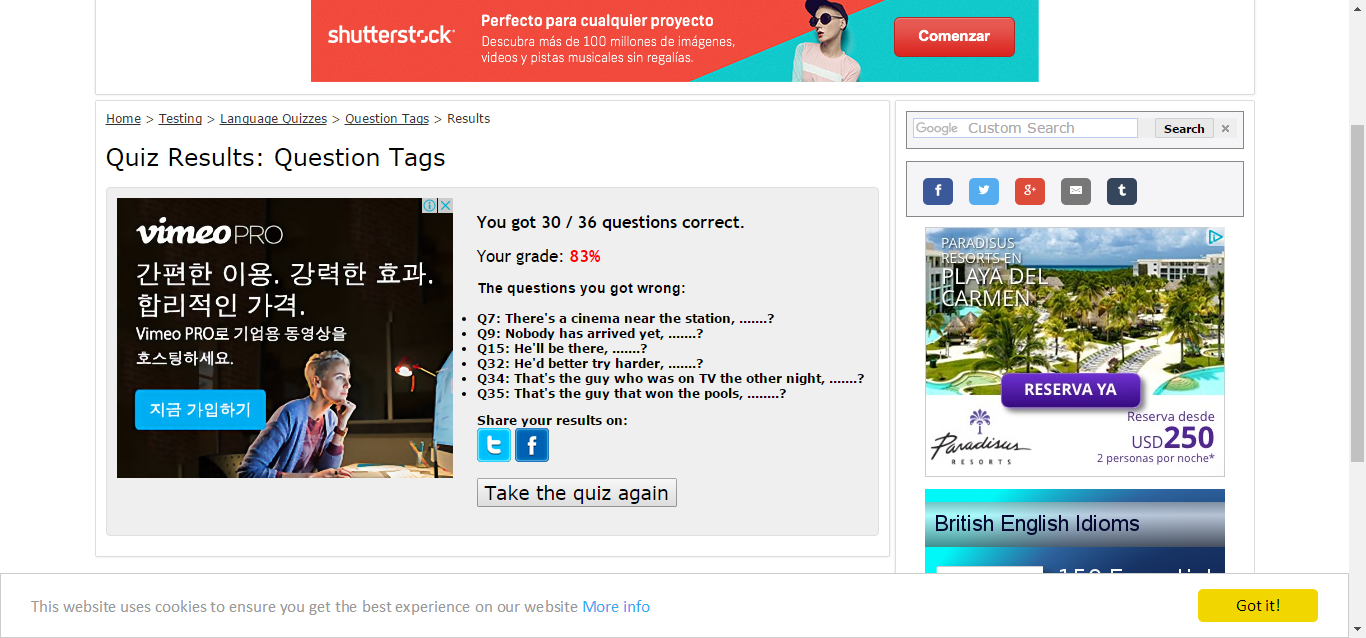 shutterstock
Perfecto para cualquier proyecto
Descubra más de 100 millones de imágenes,
videos y pistas musicales sin regalías.
Comenzar
Home > Testing > Language Quizzes > Question Tags > Results
Quiz Results: Question Tags
vimeo PRO
간편한 이용. 강력한 효과.
합리적인 가격.
Vimeo PRO로 기업용 동영상을
호스팅하세요.
지금 가입하기
You got 30 / 36 questions correct.
Your grade: 83%
The questions you got wrong:
• Q7: There's a cinema near the station, .......?
• Q9: Nobody has arrived yet, .......?
• Q15: He'll be there, .......?
• Q32: He'd better try harder, .......?
• Q34: That's the guy who was on TV the other night, .......?
• Q35: That's the guy that won the pools, ........?
Share your results on:
Take the quiz again
Google Custom Search
Search
×
PARADISUS
RESORTS EN
PLAYA DEL
CARMEN
RESERVA YA
Paradisus
RESORTS
Reserva desde
USD250
2 personas por noche*
British English Idioms
This website uses cookies to ensure you get the best experience on our website More info
Got it!